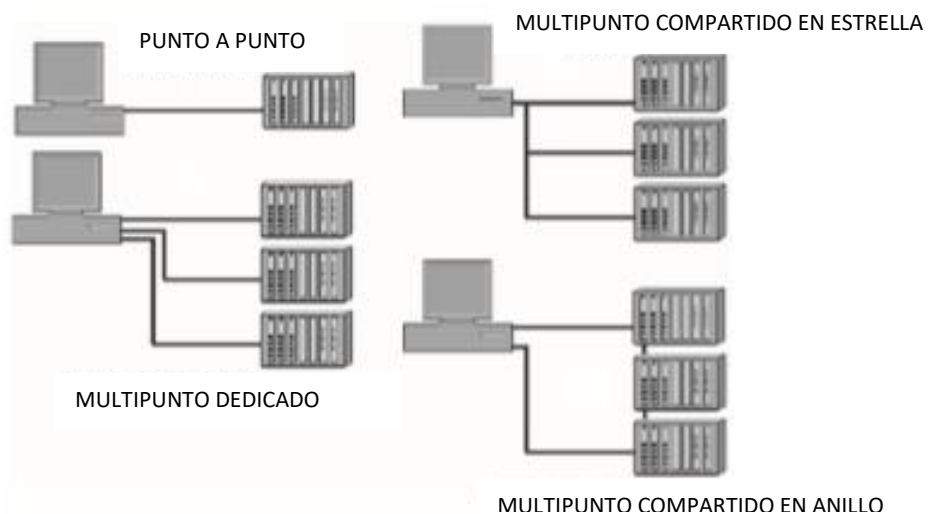 PUNTO A PUNTO
MULTIPUNTO COMPARTIDO EN ESTRELLA
MULTIPUNTO DEDICADO
MULTIPUNTO COMPARTIDO EN ANILLO